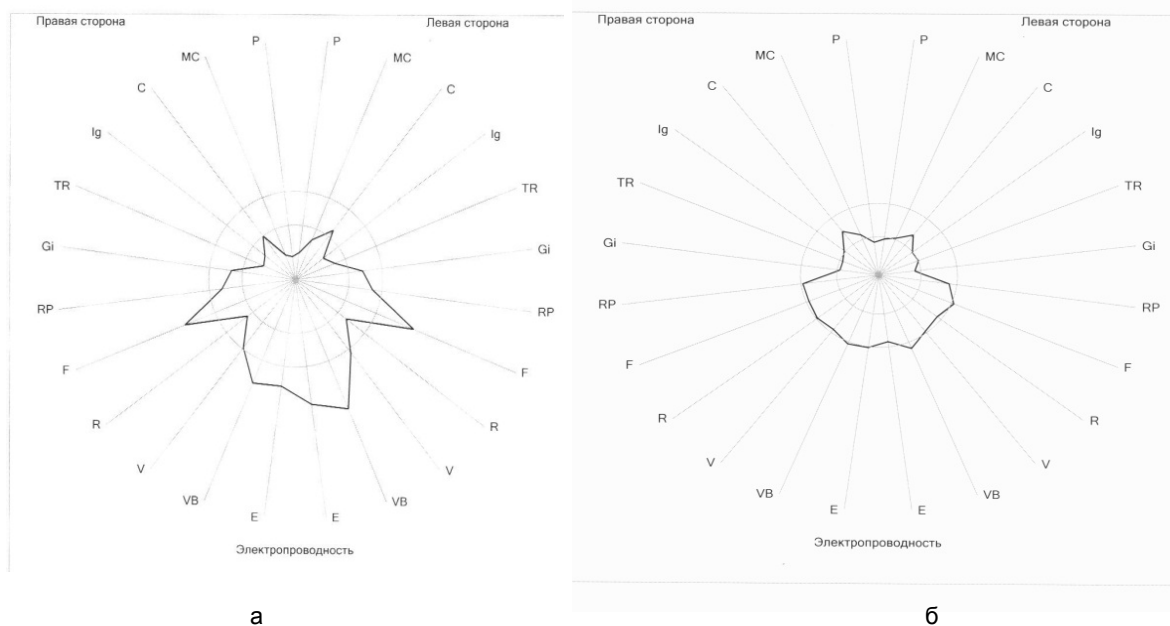 Правая сторона
Левая сторона
P
P
MC
MC
C
C
Ig
Ig
TR
TR
Gi
Gi
RP
RP
F
F
R
R
V
V
VB
VB
E
E
Электропроводность
а
Правая сторона
Левая сторона
P
P
MC
MC
C
C
Ig
Ig
TR
TR
Gi
Gi
RP
RP
F
F
R
R
V
V
VB
VB
E
E
Электропроводность
б